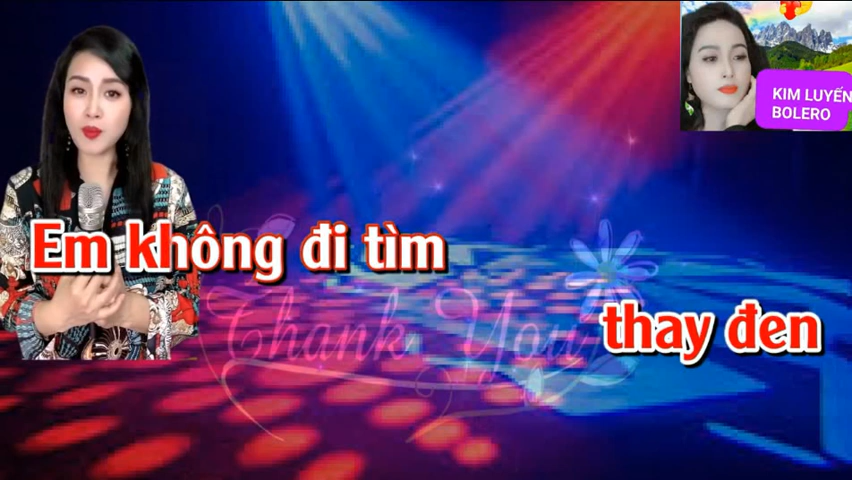 KIM LUYẾN
BOLERO
Em không đi tìm
Thank You
thay đen